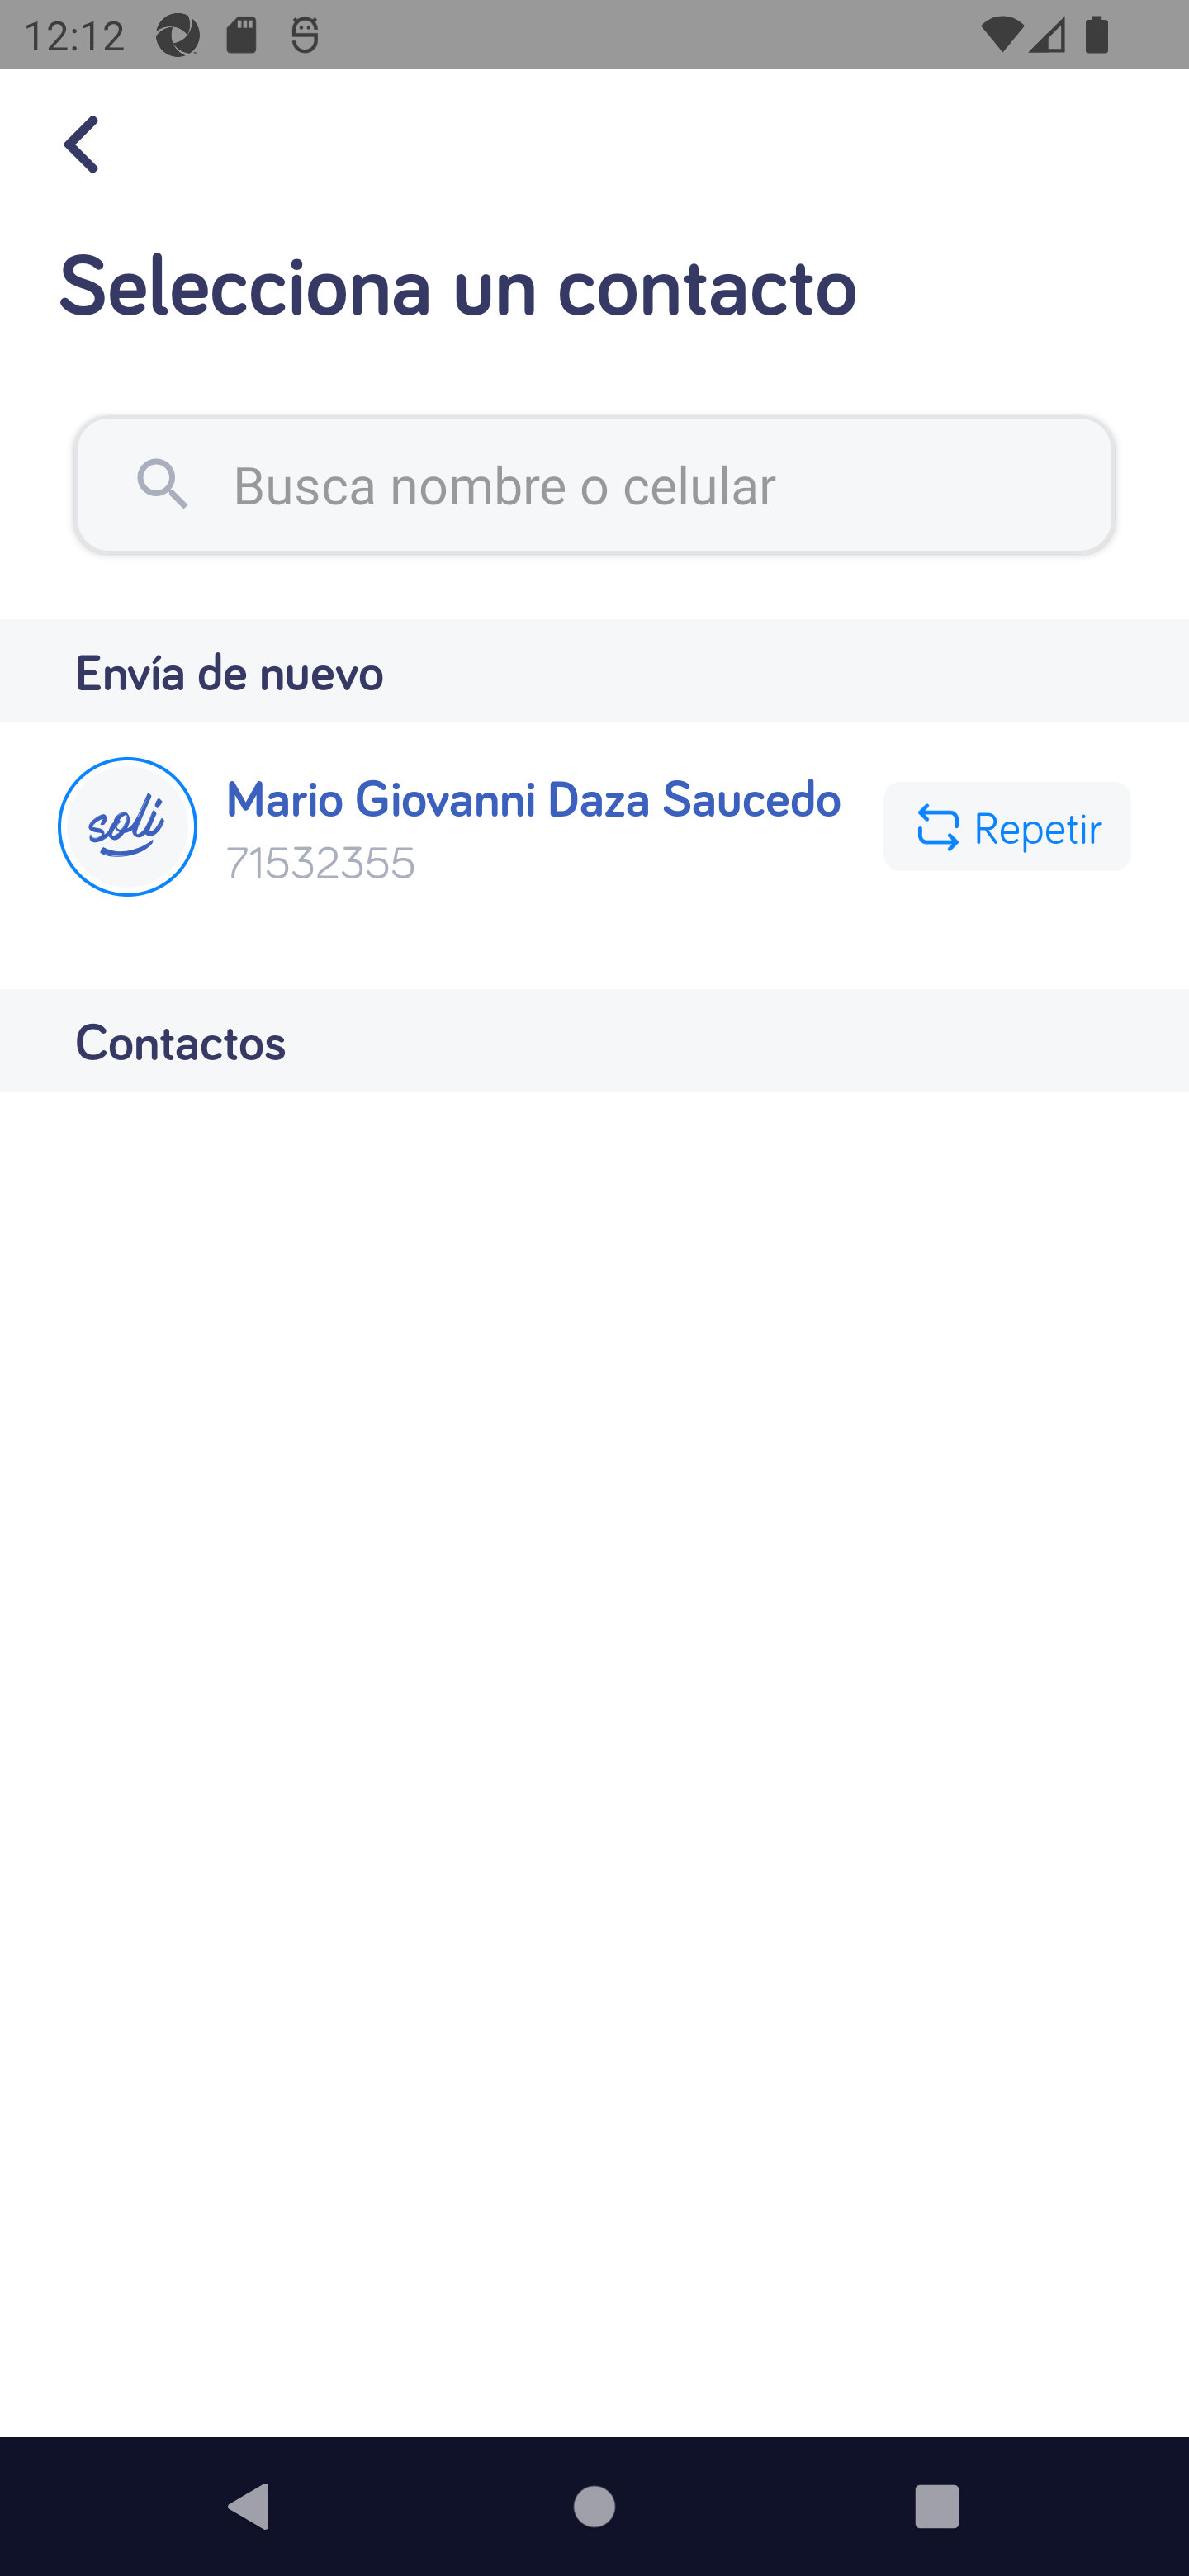 12:12
Selecciona un contacto
Busca nombre o celular
Envía de nuevo
soli
Mario Giovanni Daza Saucedo
71532355
Repetir
Contactos